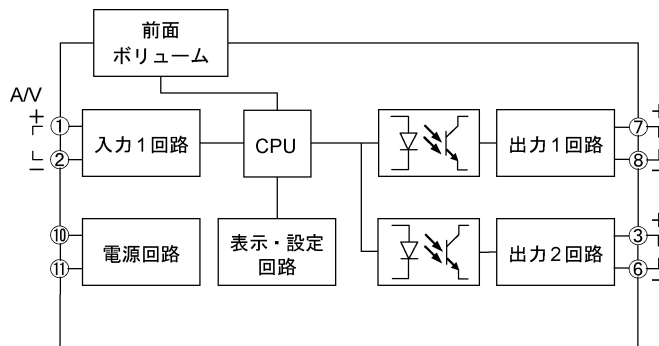 前面
ボリューム
A/V
+
①
②
−
入力1回路
CPU
出力1回路
⑦
⑧
+
−
⑩
⑪
電源回路
表示・設定
回路
出力2回路
③
⑥
+
−